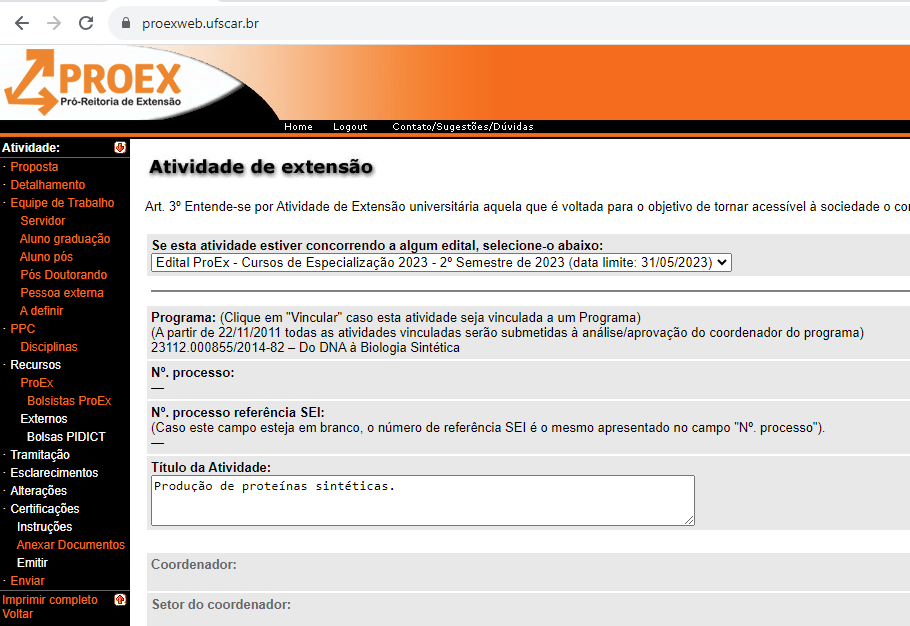 proexweb.ufscar.br
PROEX
Pró-Reitoria de Extensão
Home Logout Contato/Sugestões/Dúvidas
Atividade:
· Proposta
· Detalhamento
· Equipe de Trabalho
Servidor
Aluno graduação
Aluno pós
Pós Doutorando
Pessoa externa
A definir
· PPC
Disciplinas
· Recursos
ProEx
Bolsistas ProEx
Externos
Bolsas PIDICT
· Tramitação
· Esclarecimentos
· Alterações
· Certificações
Instruções
Anexar Documentos
Emitir
· Enviar
Imprimir completo
Voltar
Atividade de extensão
Art. 3º Entende-se por Atividade de Extensão universitária aquela que é voltada para o objetivo de tornar acessível à sociedade o
Se esta atividade estiver concorrendo a algum edital, selecione-o abaixo:
Edital ProEx - Cursos de Especialização 2023 - 2º Semestre de 2023 (data limite: 31/05/2023)
Programa: (Clique em "Vincular" caso esta atividade seja vinculada a um Programa)
(A partir de 22/11/2011 todas as atividades vinculadas serão submetidas à análise/aprovação do coordenador do programa)
23112.000855/2014-82 – Do DNA à Biologia Sintética
Nº. processo:
—
Nº. processo referência SEI:
(Caso este campo esteja em branco, o número de referência SEI é o mesmo apresentado no campo "Nº. processo").
—
Título da Atividade:
Produção de proteínas sintéticas.
Coordenador:
Setor do coordenador: